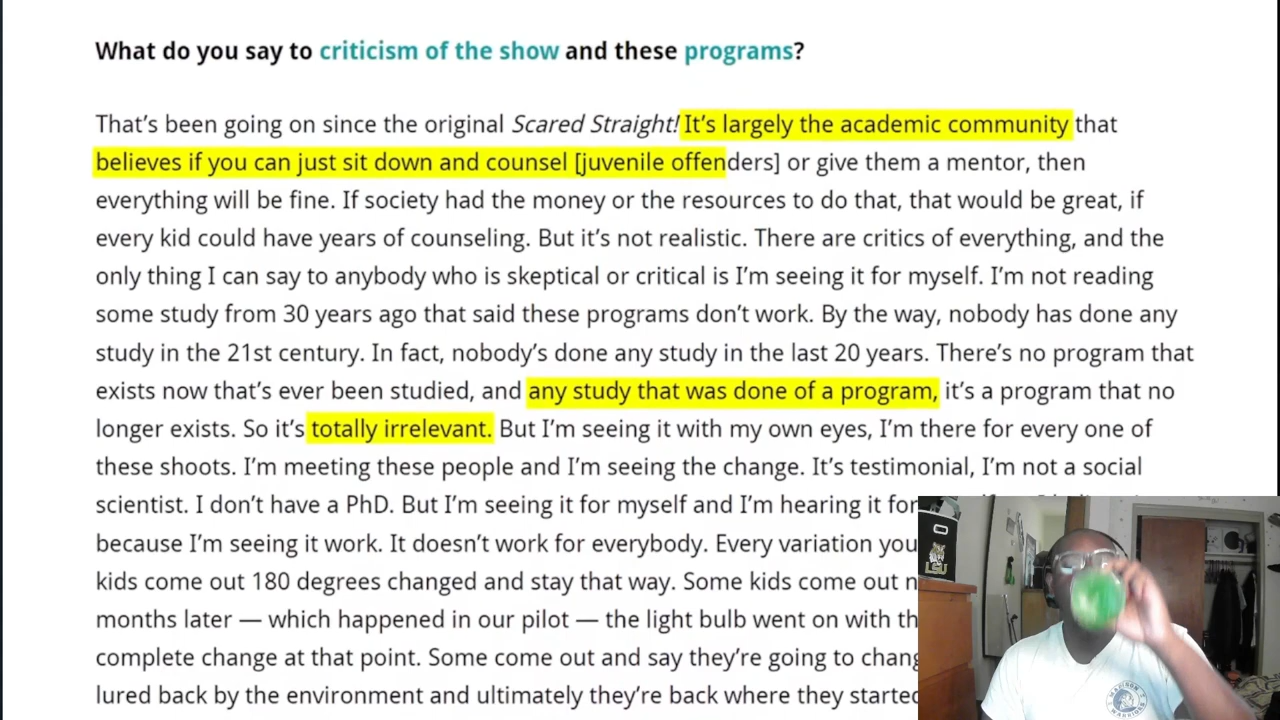 What do you say to criticism of the show and these programs?
That’s been going on since the original Scared Straight! It’s largely the academic community that
believes if you can just sit down and counsel [juvenile offenders] or give them a mentor, then
everything will be fine. If society had the money or the resources to do that, that would be great, if
every kid could have years of counseling. But it’s not realistic. There are critics of everything, and the
only thing I can say to anybody who is skeptical or critical is I’m seeing it for myself. I’m not reading
some study from 30 years ago that said these programs don’t work. By the way, nobody has done any
study in the 21st century. In fact, nobody’s done any study in the last 20 years. There’s no program that
exists now that’s ever been studied, and any study that was done of a program, it’s a program that no
longer exists. So it’s totally irrelevant. But I’m seeing it with my own eyes, I’m there for every one of
these shoots. I’m meeting these people and I’m seeing the change. It’s testimonial, I’m not a social
scientist. I don’t have a PhD. But I’m seeing it for myself and I’m hearing it for
because I’m seeing it work. It doesn’t work for everybody. Every variation you
kids come out 180 degrees changed and stay that way. Some kids come out
months later — which happened in our pilot — the light bulb went on with
complete change at that point. Some come out and say they’re going to
lured back by the environment and ultimately they’re back where they started
LSU